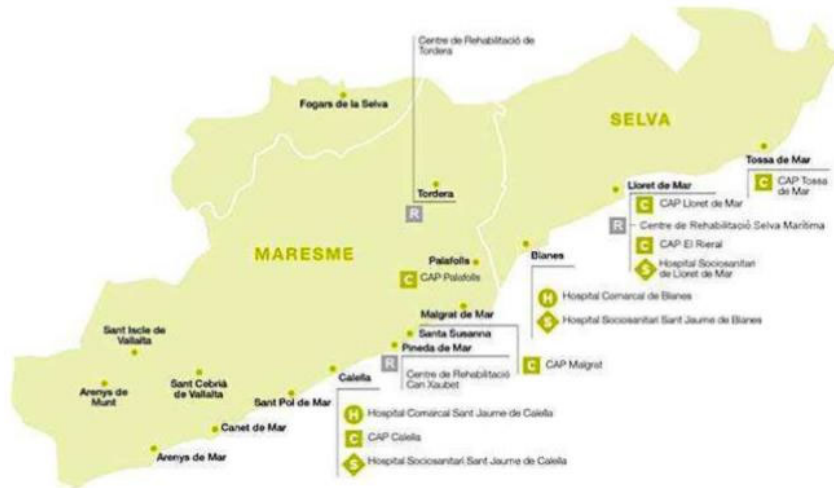 Centre de Rehabilitació de
Tordera
Fogars de la Selva
SELVA
Tossa de Mar
C CAP Tossa
de Mar
Tordera
R
Lloret de Mar
C CAP Lloret de Mar
R Centre de Rehabilitació Selva Marítima
C CAP El Rieral
S Hospital Sociosanitari
de Lloret de Mar
MARESME
Palafolls
C CAP Palafolls
Blanes
H Hospital Comarcal de Blanes
S Hospital Sociosanitari Sant Jaume de Blanes
Malgrat de Mar
C CAP Malgrat
Santa Susanna
Pineda de Mar
R Centre de Rehabilitació
Can Xaubet
Sant Iscle de
Vallalta
Arenys de
Munt
Sant Cebrià
de Vallalta
Calella
H Hospital Comarcal Sant Jaume de Calella
C CAP Calella
S Hospital Sociosanitari Sant Jaume de Calella
Sant Pol de Mar
Canet de Mar
Arenys de Mar